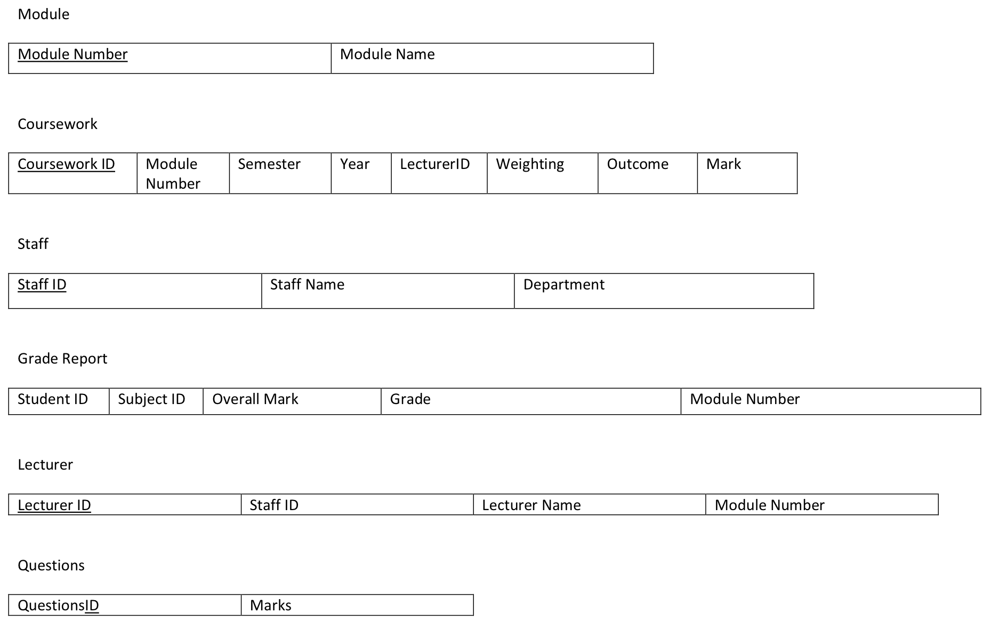 Module
Module Number Module Name
Coursework
Coursework ID Module Number Semester Year LecturerID Weighting Outcome Mark
Staff
Staff ID Staff Name Department
Grade Report
Student ID Subject ID Overall Mark Grade Module Number
Lecturer
Lecturer ID Staff ID Lecturer Name Module Number
Questions
QuestionsID Marks